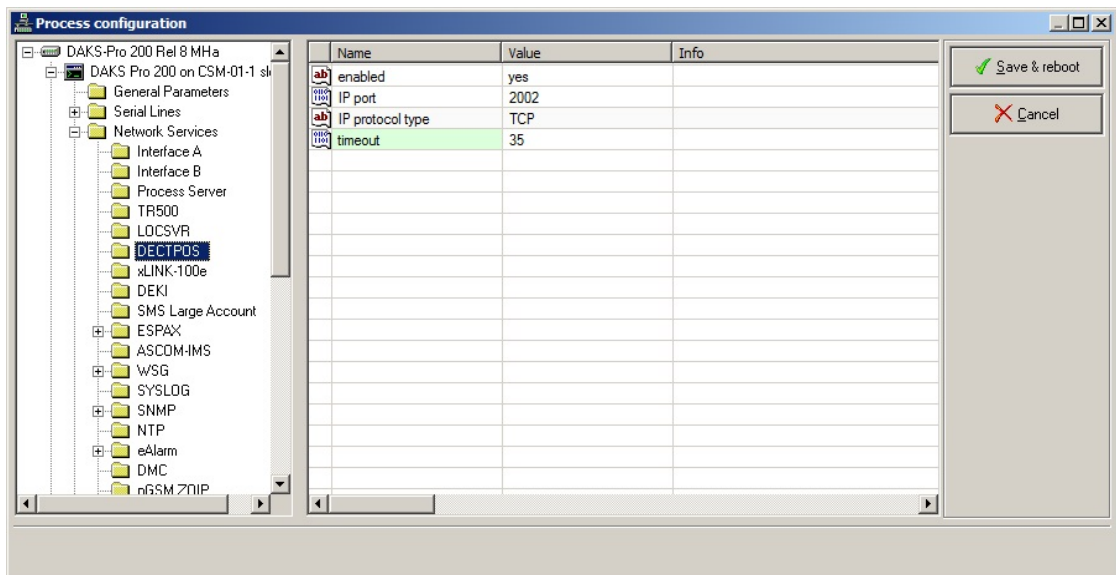 Process configuration
DAKS-Pro 200 Rel 8 MHa
DAKS Pro 200 on CSM-01-1
General Parameters
Serial Lines
Network Services
Interface A
Interface B
Process Server
TR500
LOCSVR
DECTPOS
xLINK-100e
DEKI
SMS Large Account
ESPAX
ASCOM-IMS
WSG
SYSLOG
SNMP
NTP
eAlarm
DMC
Name Value Info
enabled yes
IP port 2002
IP protocol type TCP
timeout 35
Save & reboot
Cancel